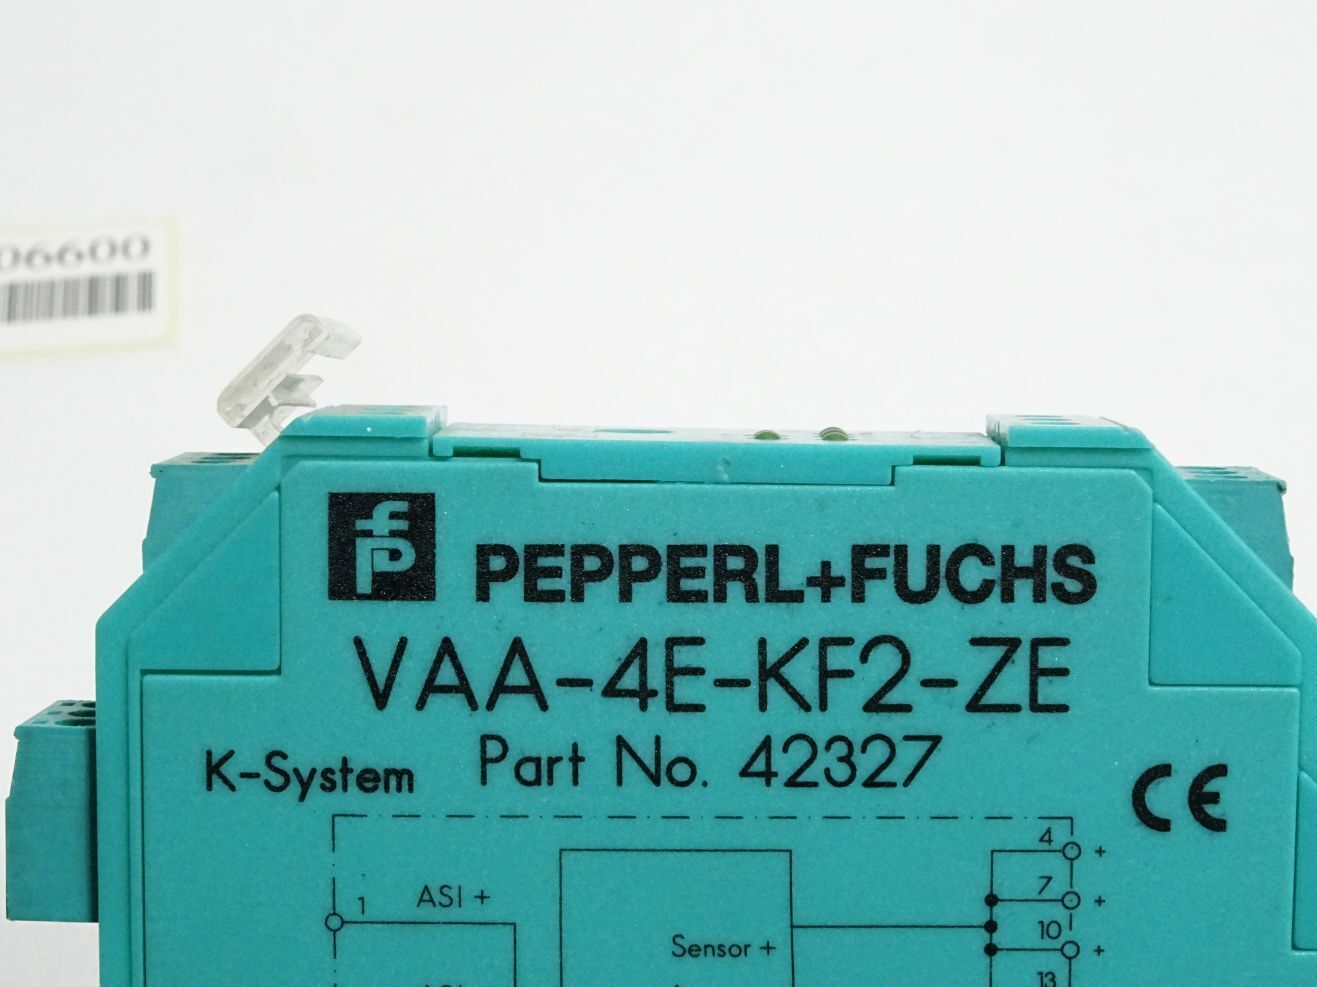 06600
fp
PEPPERL+FUCHS
VAA-4E-KF2-ZE
K-System Part No. 42327
CE
4 +
1 ASI +
7 +
10 +
Sensor +
13